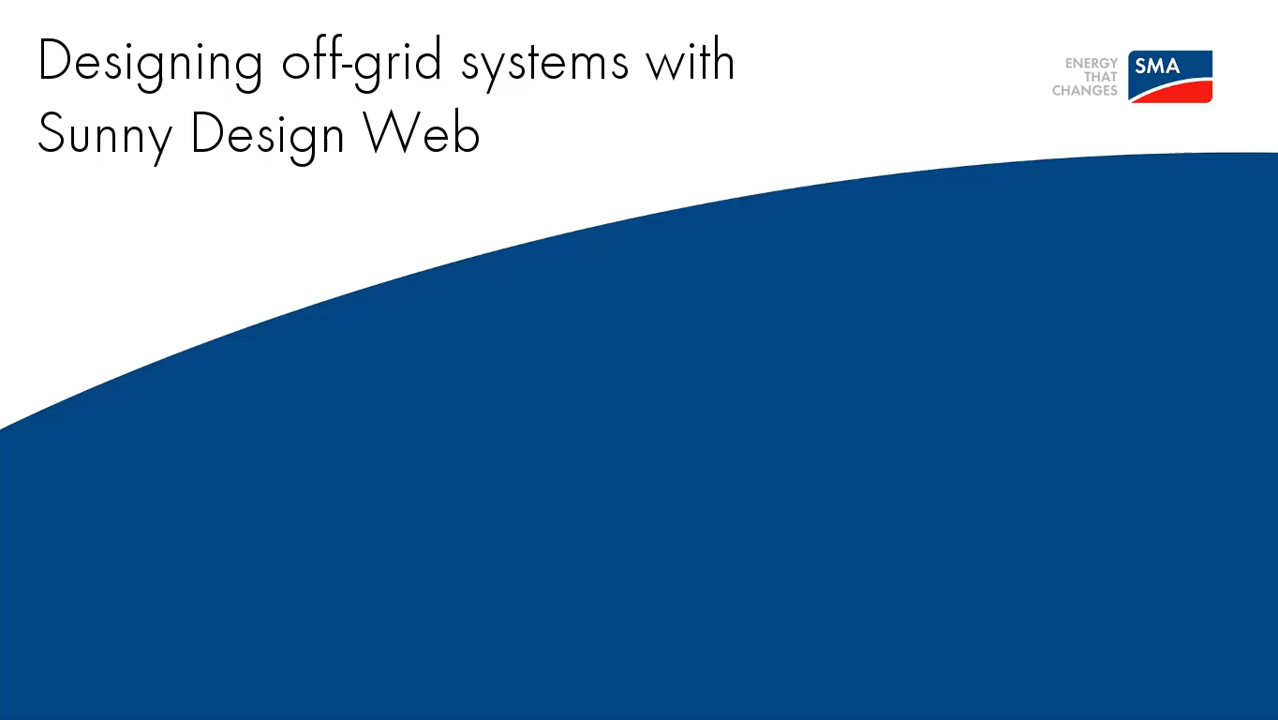 Designing off-grid systems with
Sunny Design Web
ENERGY
THAT
CHANGES
SMA